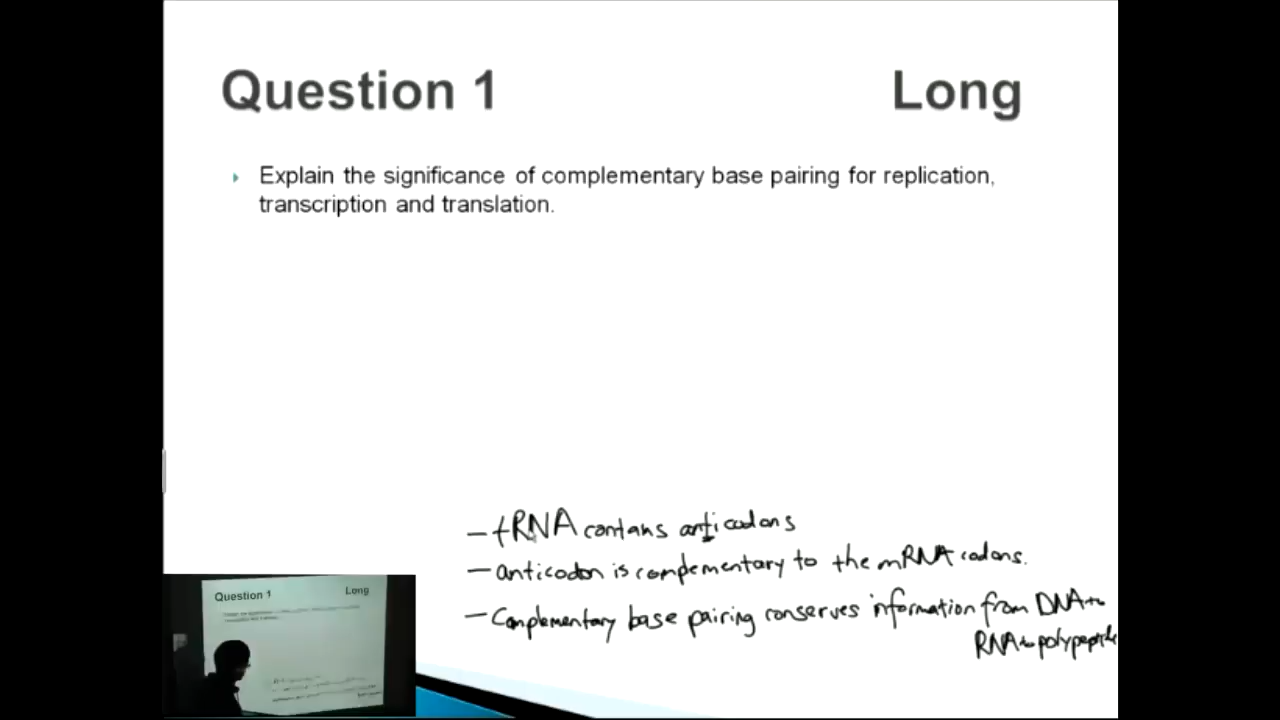 Question 1 Long
Explain the significance of complementary base pairing for replication,
transcription and translation.
– tRNA contains anticodons
– anticodon is complementary to the mRNA codons.
– Complementary base pairing conserves information from DNA to
RNA to polypeptide
Question 1 Long